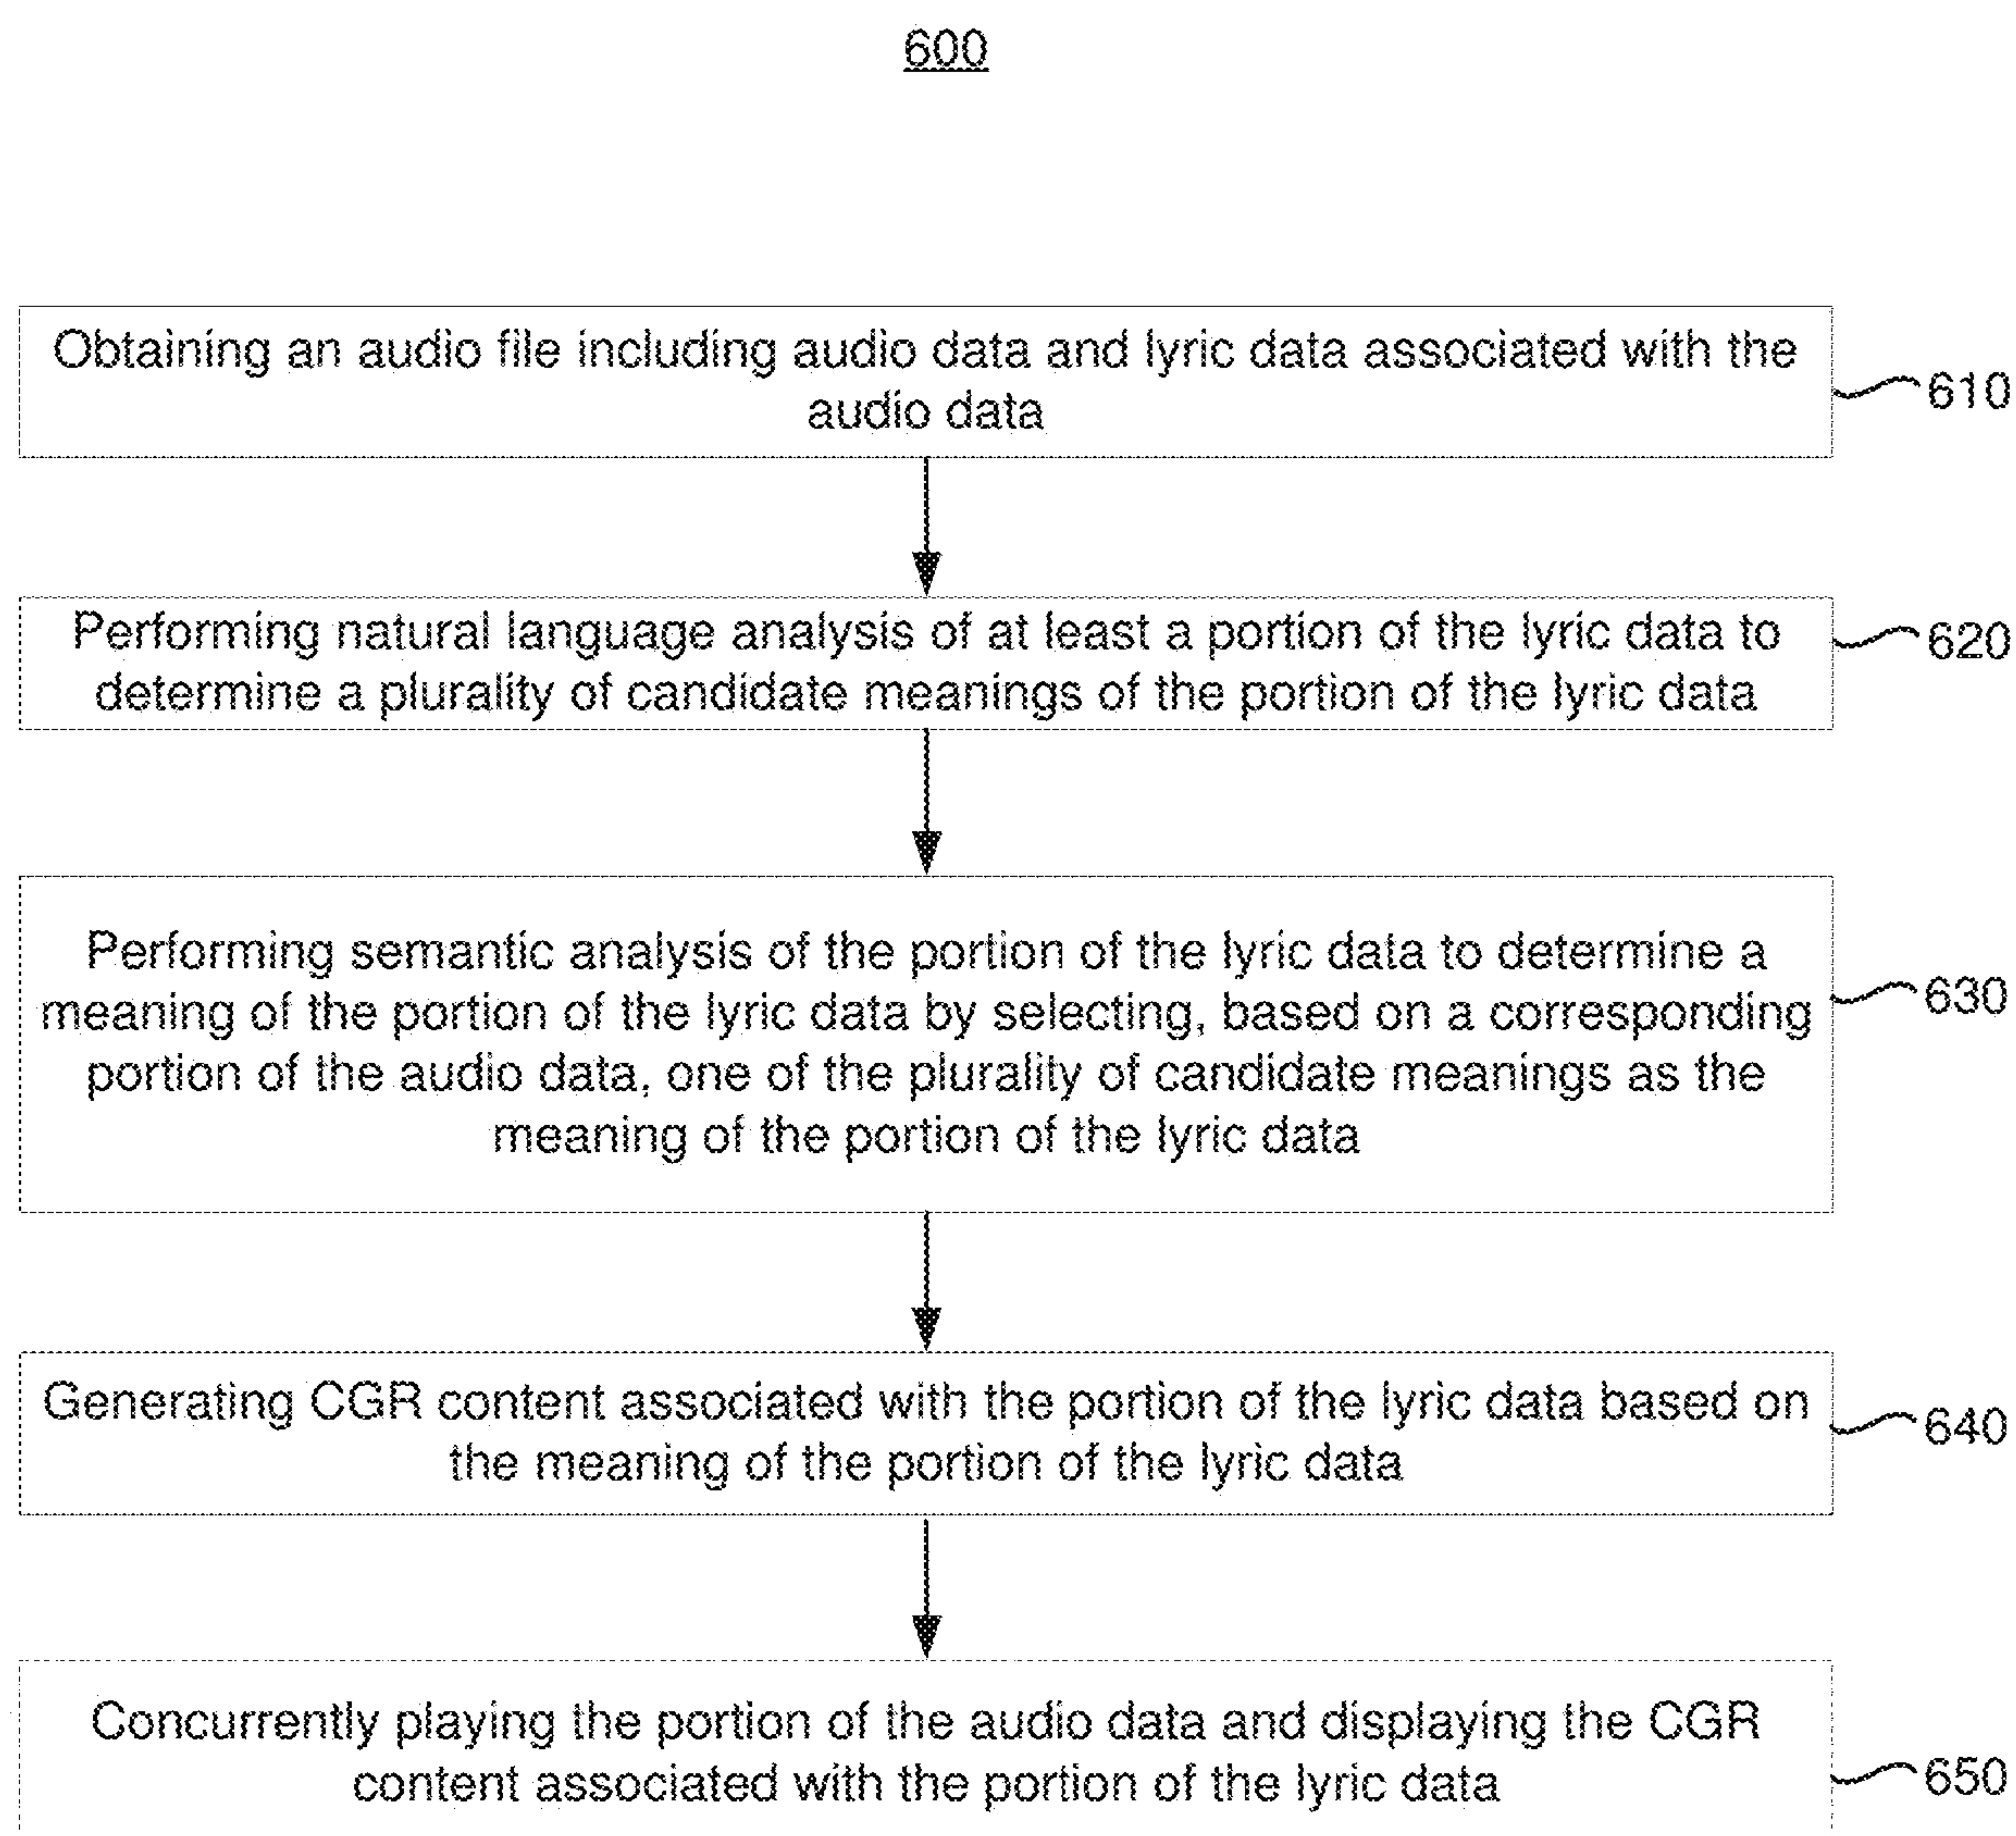 600
Obtaining an audio file including audio data and lyric data associated with the
audio data
610
Performing natural language analysis of at least a portion of the lyric data to
determine a plurality of candidate meanings of the portion of the lyric data
620
Performing semantic analysis of the portion of the lyric data to determine a
meaning of the portion of the lyric data by selecting, based on a corresponding
portion of the audio data, one of the plurality of candidate meanings as the
meaning of the portion of the lyric data
630
Generating CGR content associated with the portion of the lyric data based on
the meaning of the portion of the lyric data
640
Concurrently playing the portion of the audio data and displaying the CGR
content associated with the portion of the lyric data
650